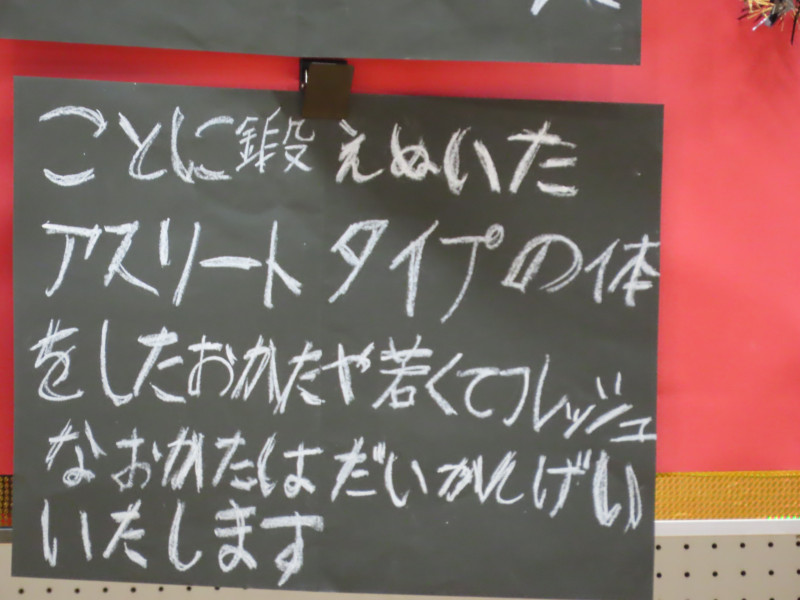 ことに鍛えぬいた
アスリートタイプの体
をしたおかたや若くてフレッシュ
なおかたはだいかんげい
いたします